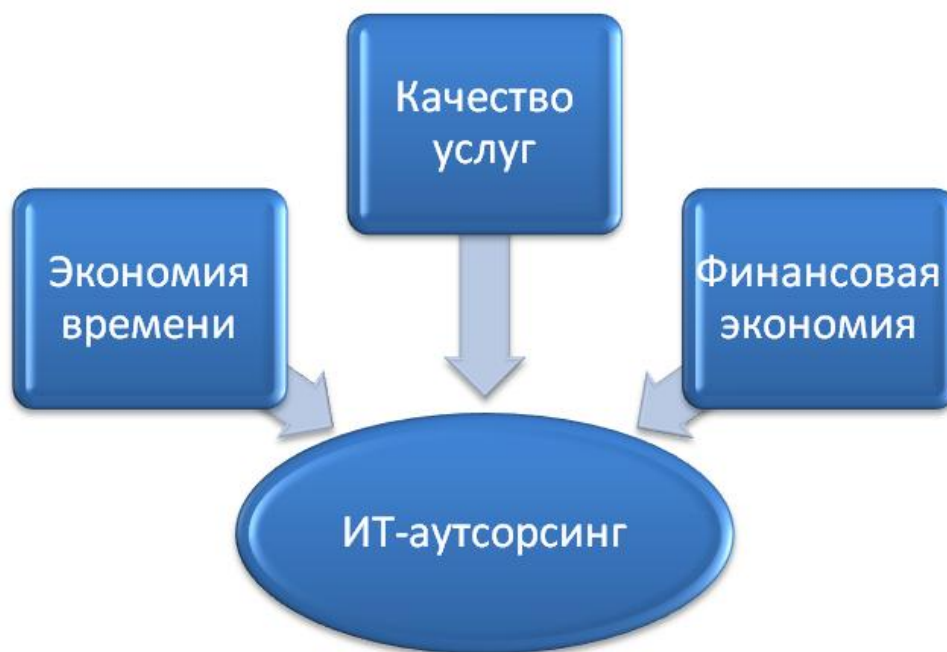 Качество
услуг
Экономия
времени
Финансовая
экономия
ИТ-аутсорсинг